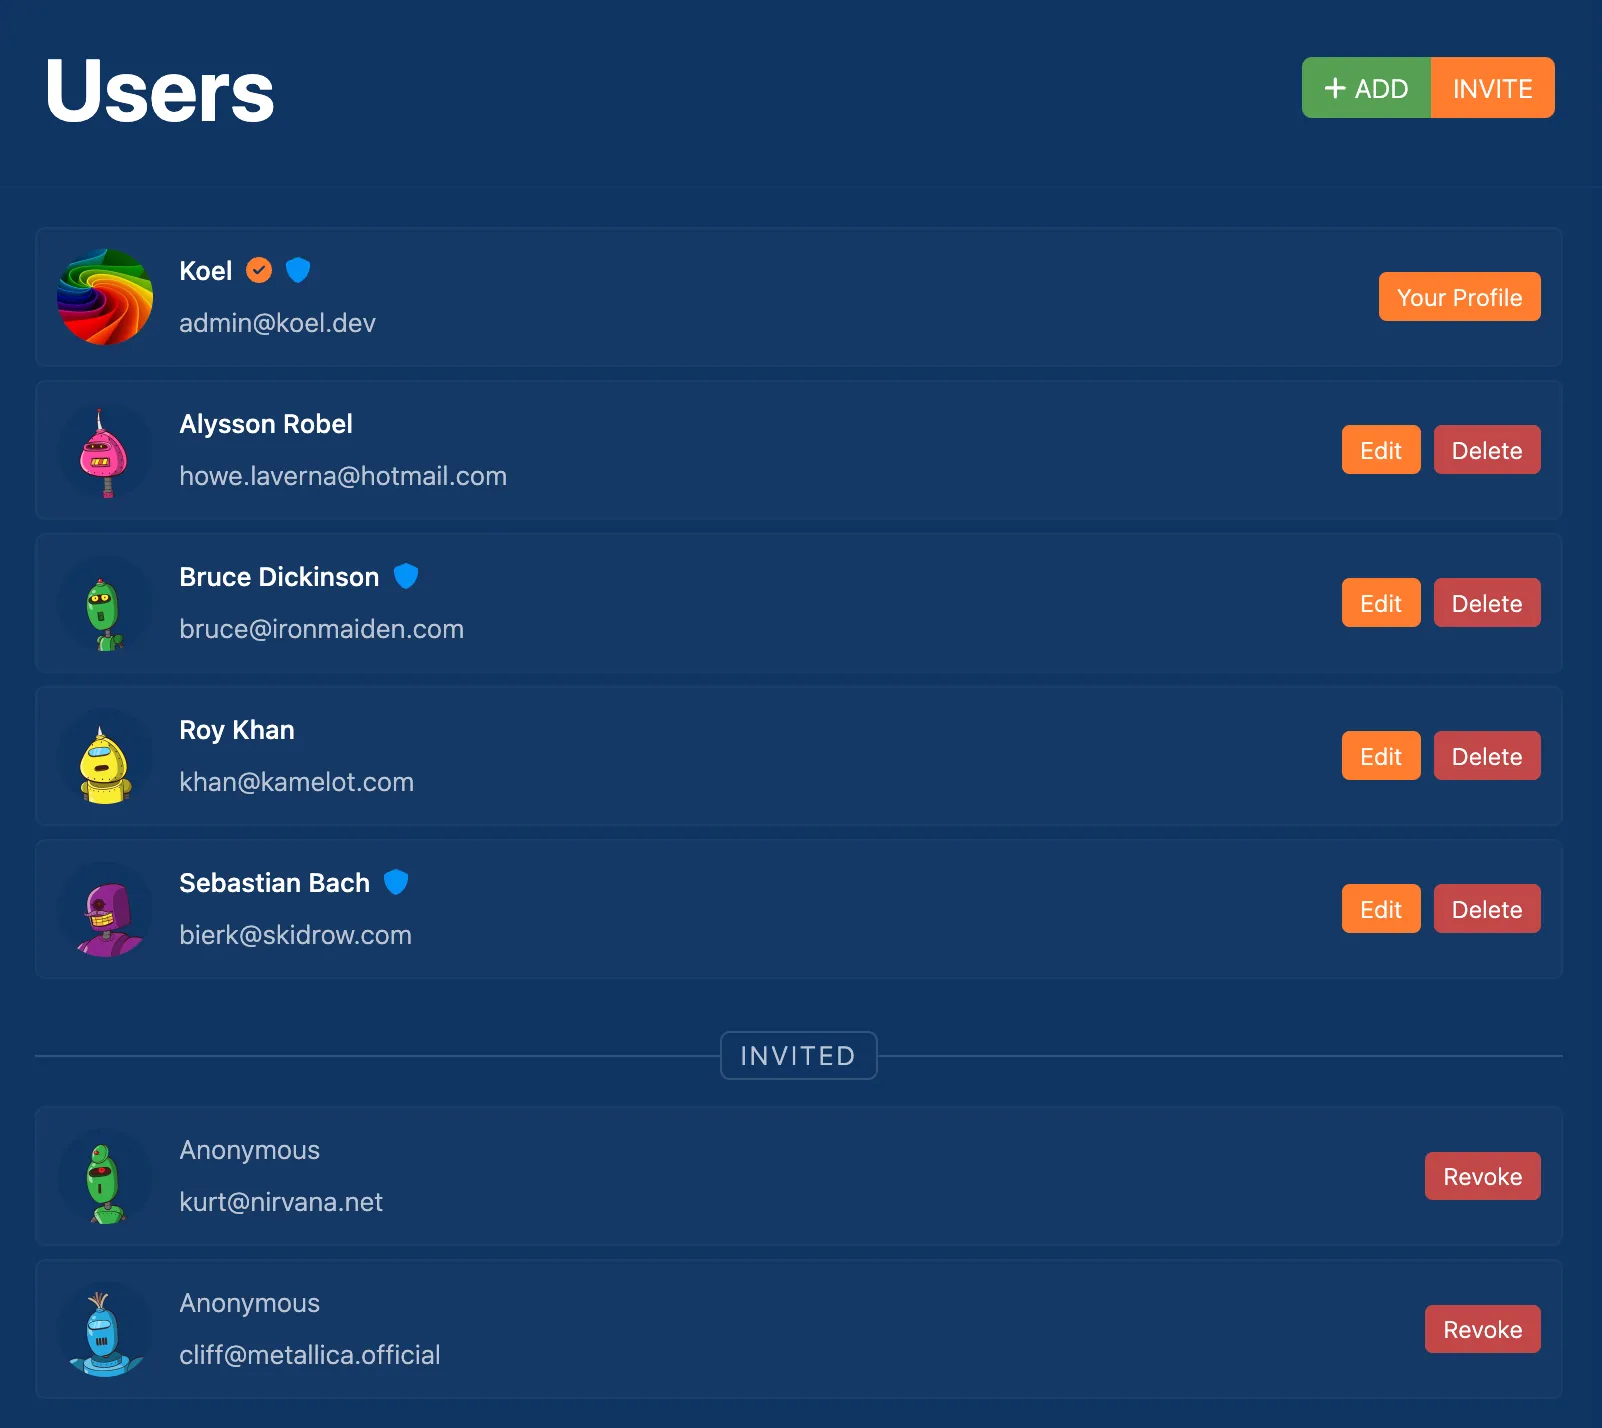 Users
+ ADD INVITE
Koel
admin@koel.dev
Your Profile
Alysson Robel
howe.laverna@hotmail.com
Edit Delete
Bruce Dickinson
bruce@ironmaiden.com
Edit Delete
Roy Khan
khan@kamelot.com
Edit Delete
Sebastian Bach
bierk@skidrow.com
Edit Delete
INVITED
Anonymous
kurt@nirvana.net
Revoke
Anonymous
cliff@metallica.official
Revoke